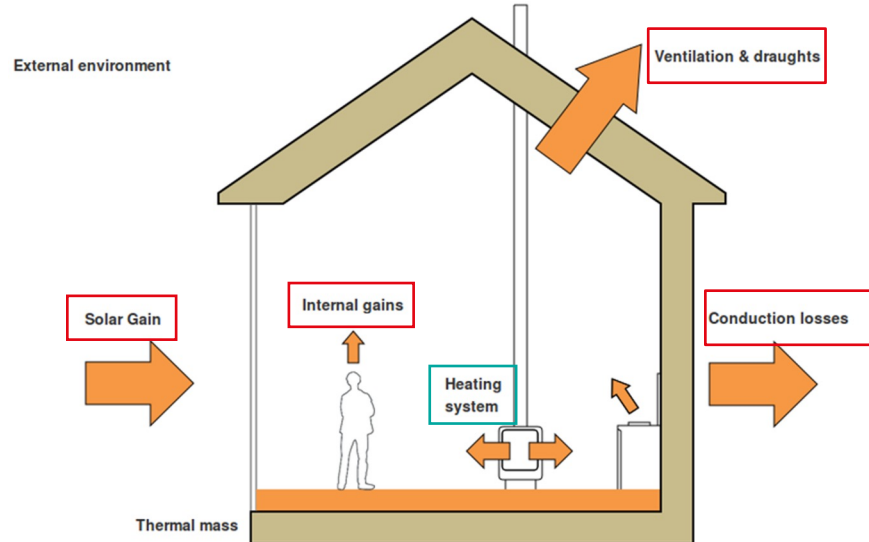 External environment
Ventilation & draughts
Solar Gain
Internal gains
Conduction losses
Heating
system
Thermal mass